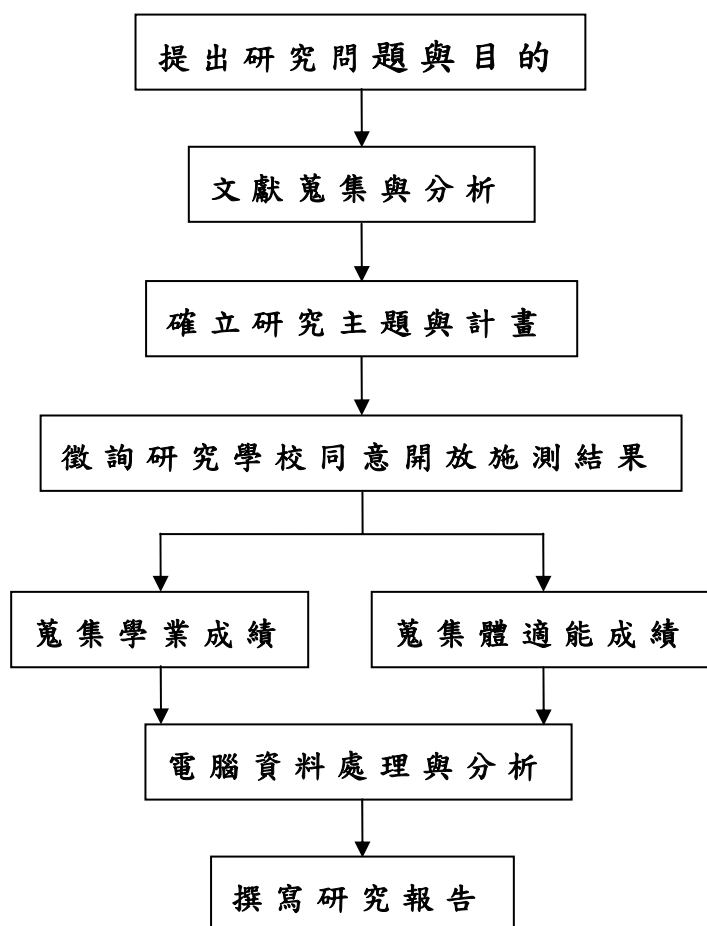 提出研究問題與目的
文獻蒐集與分析
確立研究主題與計畫
徵詢研究學校同意開放施測結果
蒐集學業成績
蒐集體適能成績
電腦資料處理與分析
撰寫研究報告